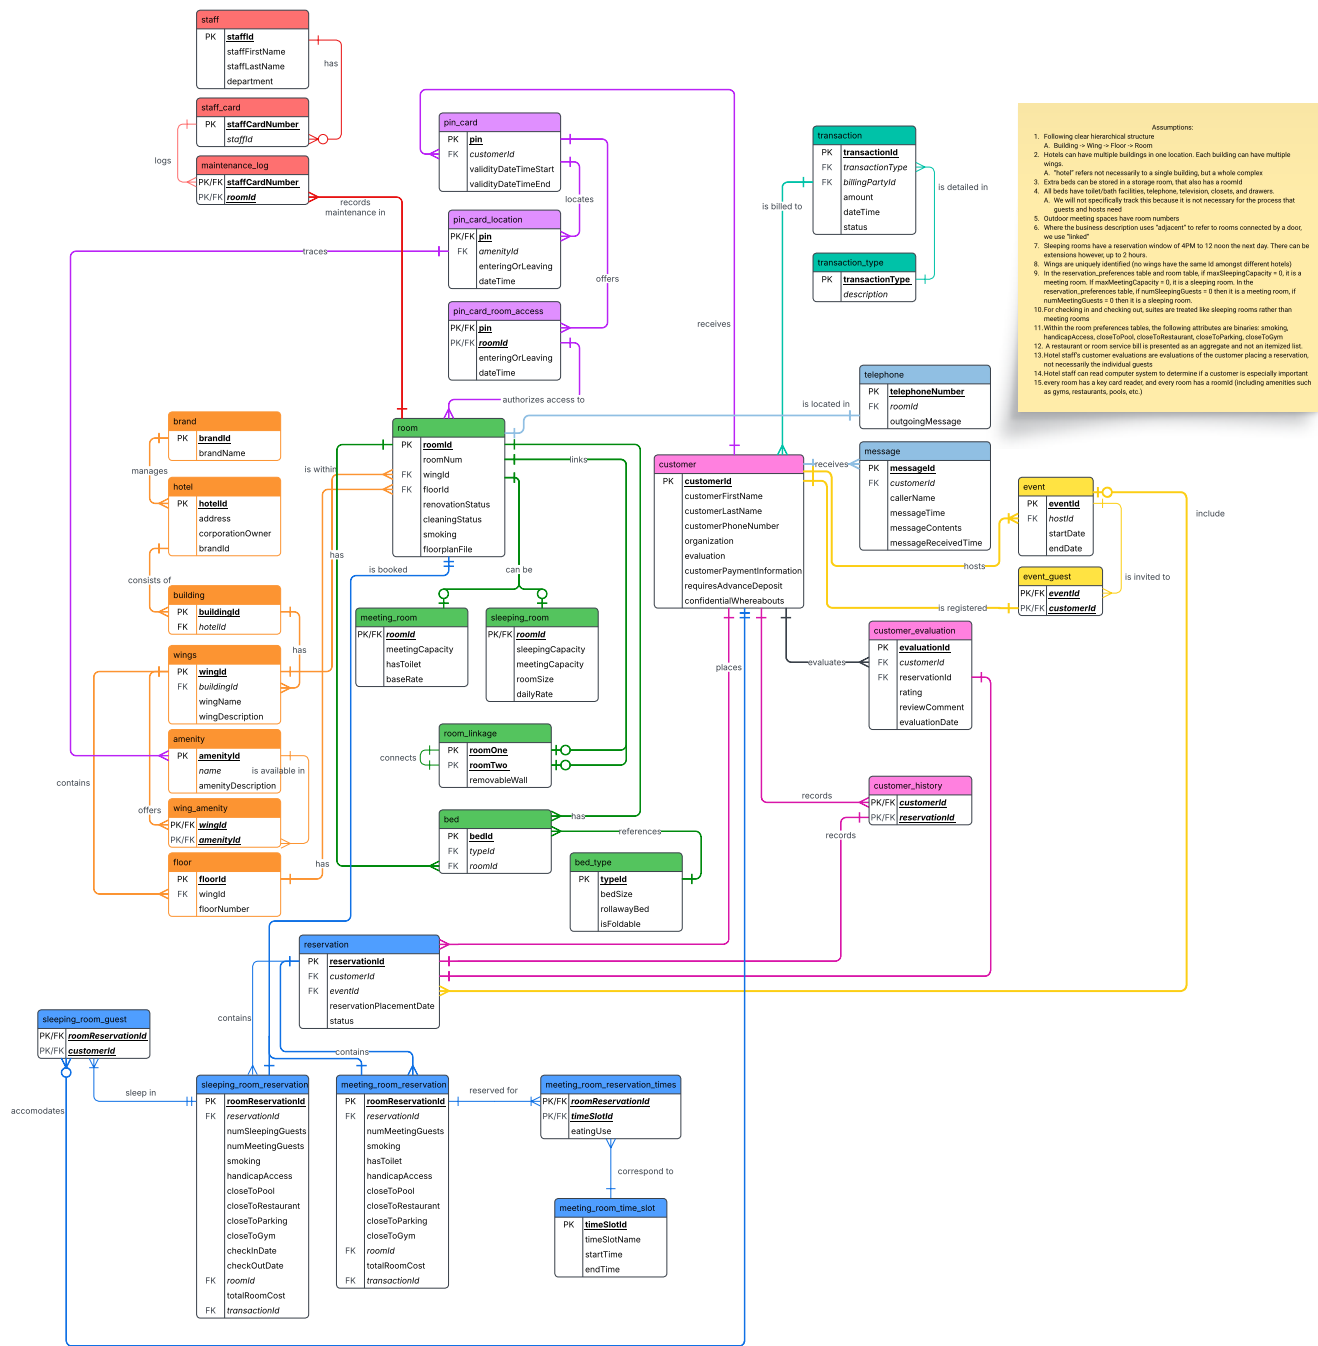 staff
PK staffId
staffFirstName
staffLastName
department
has
staff_card
PK staffCardNumber
staffId
logs
maintenance_log
PK/FK staffCardNumber
PK/FK roomId
records
maintenance in
pin_card
PK pin
FK customerId
validityDateTimeStart
validityDateTimeEnd
locates
pin_card_location
PK/FK pin
FK amenityId
enteringOrLeaving
dateTime
traces
offers
pin_card_room_access
PK/FK pin
PK/FK roomId
enteringOrLeaving
dateTime
authorizes access to
receives
transaction
PK transactionId
FK transactionType
FK billingPartyId
amount
dateTime
status
is billed to
is detailed in
transaction_type
PK transactionType
description
Assumptions:
1. Following clear hierarchical structure
A. Building -> Wing -> Floor -> Room
2. Hotels can have multiple buildings in one location. Each building can have multiple
wings.
A. "hotel" refers not necessarily to a single building, but a whole complex
3. Extra beds can be stored in a storage room, that also has a roomId
4. All beds have toilet/bath facilities, telephone, television, closets, and drawers.
A. We will not specifically track this because it is not necessary for the process that
guests and hosts need
5. Outdoor meeting spaces have room numbers
6. Where the business description uses "adjacent" to refer to rooms connected by a door,
we use "linked"
7. Sleeping rooms have a reservation window of 4PM to 12 noon the next day. There can be
extensions however, up to 2 hours.
8. Wings are uniquely identified (no wings have the same Id amongst different hotels)
9. In the reservation_preferences table and room table, if maxSleepingCapacity = 0, it is a
meeting room. If maxMeetingCapacity = 0, it is a sleeping room. In the
reservation_preferences table, if numSleepingGuests = 0 then it is a meeting room, if
numMeetingGuests = 0 then it is a sleeping room.
10. For checking in and checking out, suites are treated like sleeping rooms rather than
meeting rooms
11. Within the room preferences tables, the following attributes are binaries: smoking,
handicapAccess, closeToPool, closeToRestaurant, closeToParking, closeToGym
12. A restaurant or room service bill is presented as an aggregate and not an itemized list.
13. Hotel staff's customer evaluations are evaluations of the customer placing a reservation,
not necessarily the individual guests
14. Hotel staff can read computer system to determine if a customer is especially important
15. every room has a key card reader, and every room has a roomId (including amenities such
as gyms, restaurants, pools, etc.)
telephone
PK telephoneNumber
FK roomId
outgoingMessage
is located in
message
PK messageId
FK customerId
callerName
messageTime
messageContents
messageReceivedTime
receives
brand
PK brandId
brandName
manages
hotel
PK hotelId
address
corporationOwner
brandId
consists of
building
PK buildingId
FK hotelId
has
wings
PK wingId
FK buildingId
wingName
wingDescription
amenity
PK amenityId
name
amenityDescription
is available in
contains
offers
wing_amenity
PK/FK wingId
PK/FK amenityId
floor
PK floorId
FK wingId
floorNumber
has
is within
has
room
PK roomId
roomNum
FK wingId
FK floorId
renovationStatus
cleaningStatus
smoking
floorplanFile
links
is booked
can be
meeting_room
PK/FK roomId
meetingCapacity
hasToilet
baseRate
sleeping_room
PK/FK roomId
sleepingCapacity
meetingCapacity
roomSize
dailyRate
room_linkage
PK roomOne
PK roomTwo
removableWall
connects
bed
PK bedId
FK typeId
FK roomId
has
references
bed_type
PK typeId
bedSize
rollawayBed
isFoldable
customer
PK customerId
customerFirstName
customerLastName
customerPhoneNumber
organization
evaluation
customerPaymentInformation
requiresAdvanceDeposit
confidentialWhereabouts
event
PK eventId
FK hostId
startDate
endDate
include
hosts
is invited to
event_guest
PK/FK eventId
PK/FK customerId
is registered
customer_evaluation
PK evaluationId
FK customerId
FK reservationId
rating
reviewComment
evaluationDate
evaluates
places
customer_history
PK/FK customerId
PK/FK reservationId
records
records
reservation
PK reservationId
FK customerId
FK eventId
reservationPlacementDate
status
contains
contains
sleeping_room_guest
PK/FK roomReservationId
PK/FK customerId
sleep in
accomodates
sleeping_room_reservation
PK roomReservationId
FK reservationId
numSleepingGuests
numMeetingGuests
smoking
handicapAccess
closeToPool
closeToRestaurant
closeToParking
closeToGym
checkInDate
checkOutDate
FK roomId
totalRoomCost
FK transactionId
meeting_room_reservation
PK roomReservationId
FK reservationId
numMeetingGuests
smoking
hasToilet
handicapAccess
closeToPool
closeToRestaurant
closeToParking
closeToGym
FK roomId
totalRoomCost
FK transactionId
reserved for
meeting_room_reservation_times
PK/FK roomReservationId
PK/FK timeSlotId
eatingUse
correspond to
meeting_room_time_slot
PK timeSlotId
timeSlotName
startTime
endTime